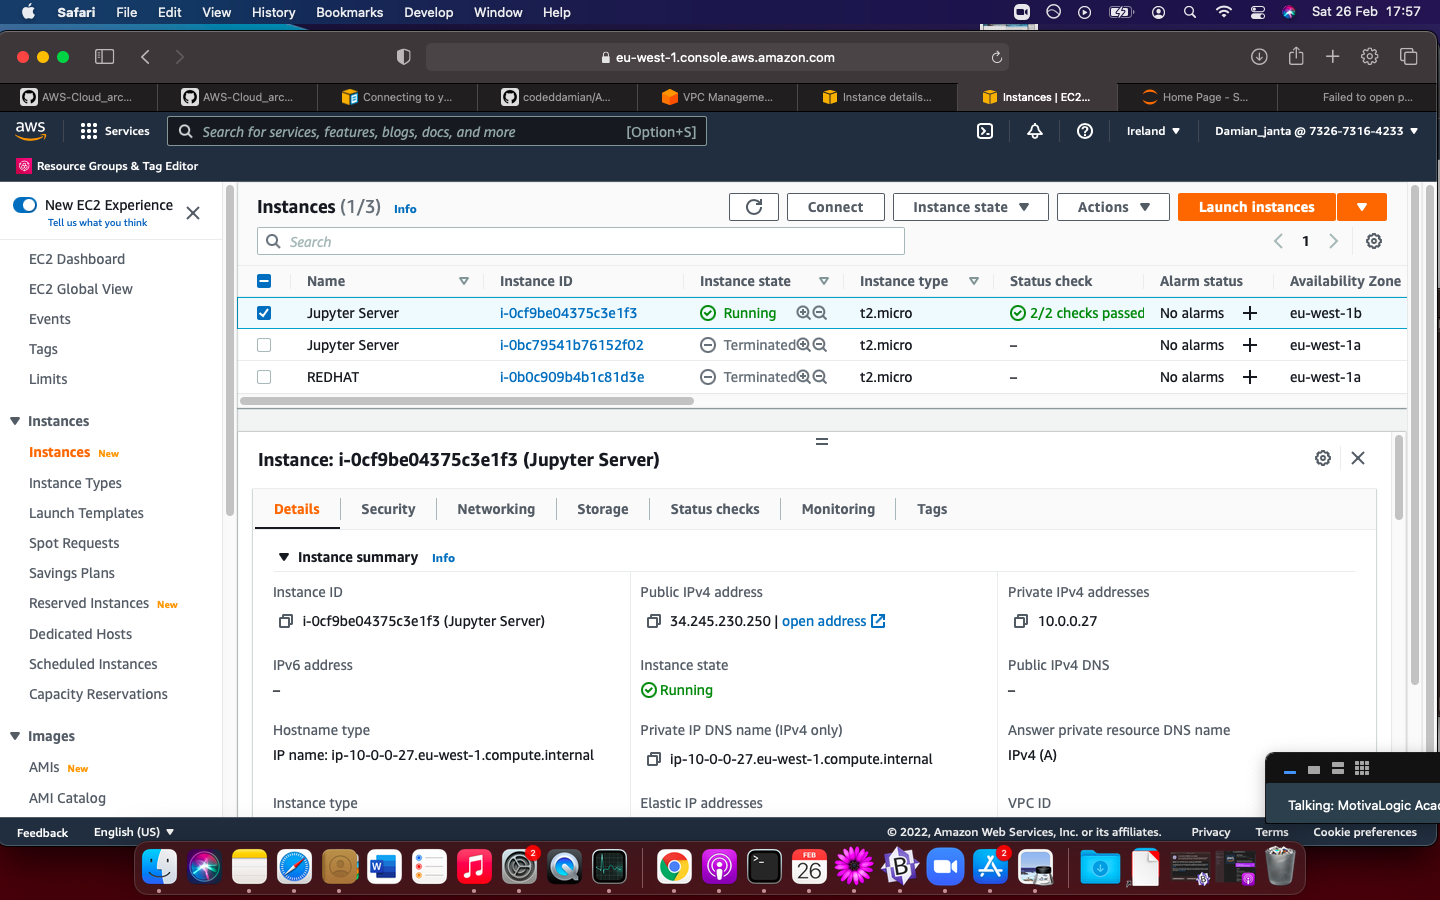 Safari File Edit View History Bookmarks Develop Window Help Sat 26 Feb 17:57
eu-west-1.console.aws.amazon.com
AWS-Cloud_arc... AWS-Cloud_arc... Connecting to y... codeddamian/A... VPC Manageme... Instance details... Instances | EC2... Home Page - S... Failed to open p...
aws Services Search for services, features, blogs, docs, and more [Option+S] Ireland ▼ Damian_janta @ 7326-7316-4233 ▼
Resource Groups & Tag Editor
New EC2 Experience
Tell us what you think
EC2 Dashboard
EC2 Global View
Events
Tags
Limits
Instances
Instances New
Instance Types
Launch Templates
Spot Requests
Savings Plans
Reserved Instances New
Dedicated Hosts
Scheduled Instances
Capacity Reservations
Images
AMIs New
AMI Catalog
Instances (1/3) Info
Connect Instance state Actions Launch instances
Search
1
Name Instance ID Instance state Instance type Status check Alarm status Availability Zone
Jupyter Server i-0cf9be04375c3e1f3 Running t2.micro 2/2 checks passed No alarms + eu-west-1b
Jupyter Server i-0bc79541b76152f02 Terminated t2.micro – No alarms + eu-west-1a
REDHAT i-0b0c909b4b1c81d3e Terminated t2.micro – No alarms + eu-west-1a
Instance: i-0cf9be04375c3e1f3 (Jupyter Server)
Details Security Networking Storage Status checks Monitoring Tags
Instance summary Info
Instance ID Public IPv4 address Private IPv4 addresses
i-0cf9be04375c3e1f3 (Jupyter Server) 34.245.230.250 | open address 10.0.0.27
IPv6 address Instance state Public IPv4 DNS
– Running –
Hostname type Private IP DNS name (IPv4 only) Answer private resource DNS name
IP name: ip-10-0-0-27.eu-west-1.compute.internal ip-10-0-0-27.eu-west-1.compute.internal IPv4 (A)
Instance type Elastic IP addresses VPC ID
Talking: MotivaLogic Acad
Feedback English (US) ▼ © 2022, Amazon Web Services, Inc. or its affiliates. Privacy Terms Cookie preferences
2 FEB 26 2